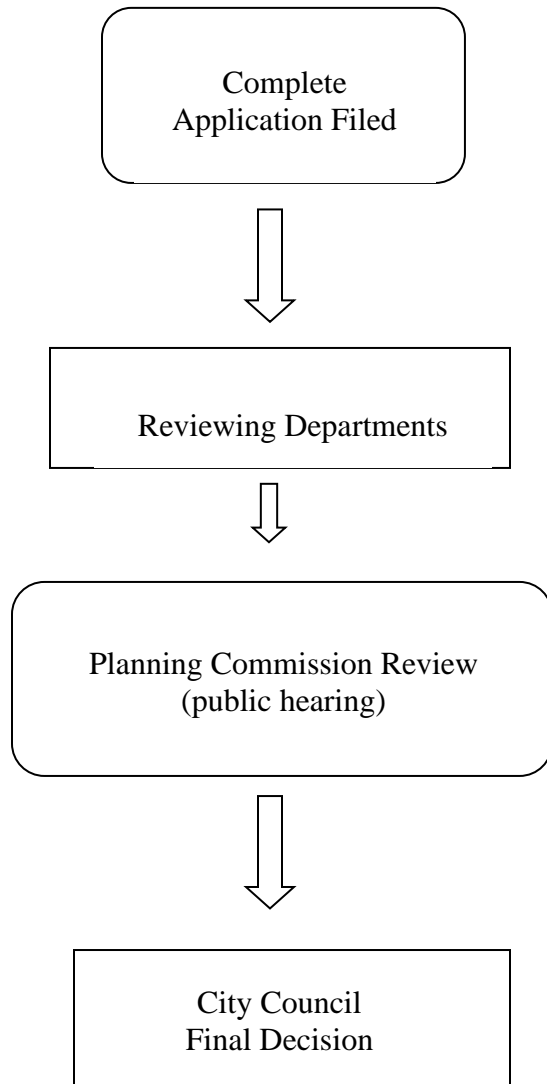 Complete
Application Filed
Reviewing Departments
Planning Commission Review
(public hearing)
City Council
Final Decision